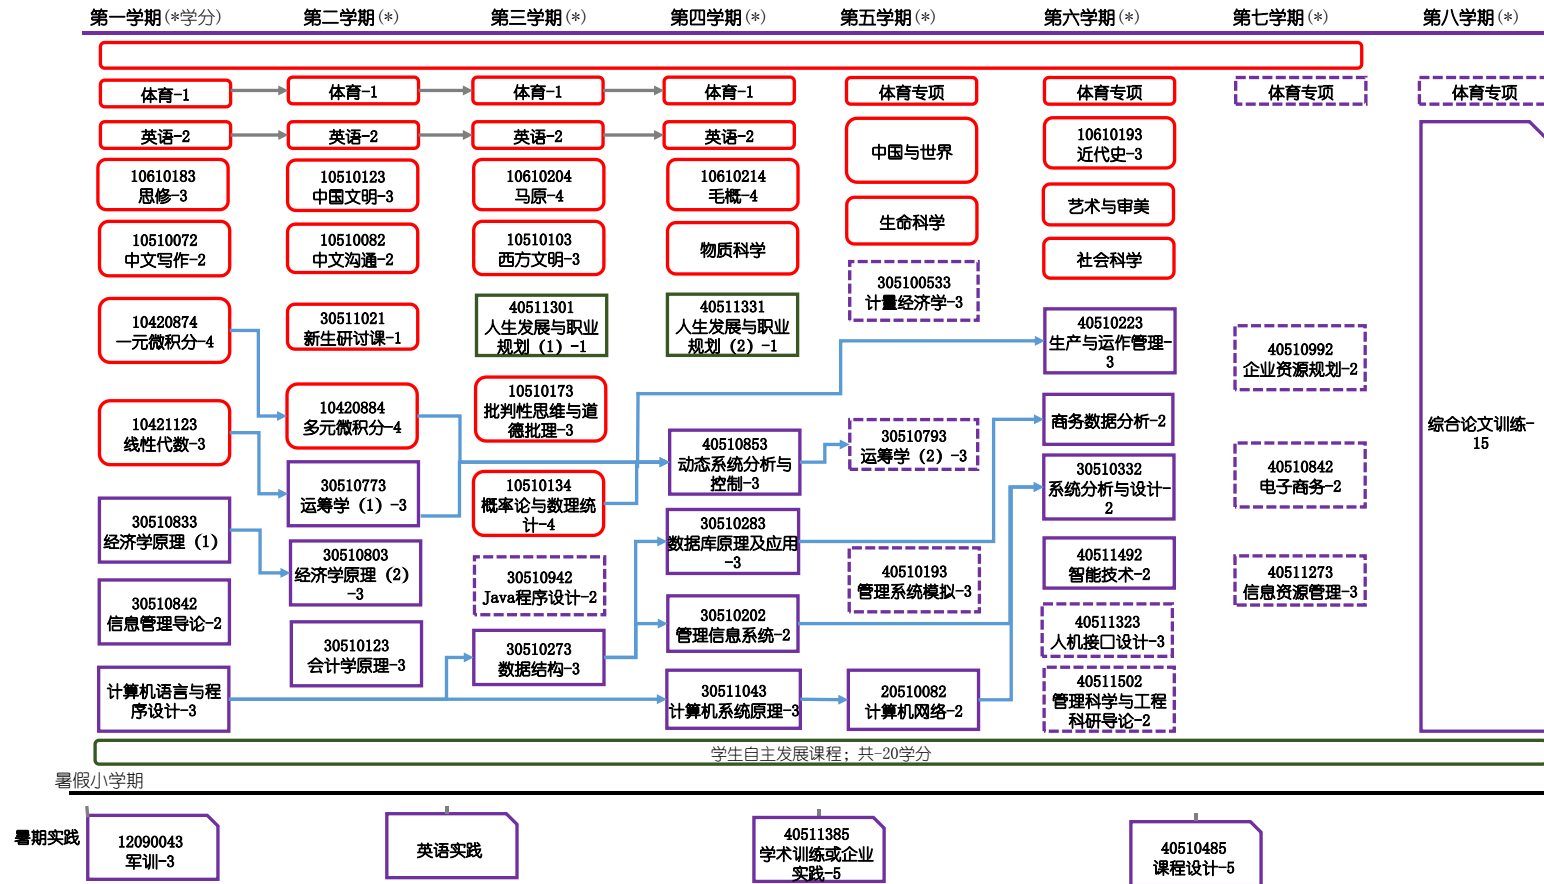 第一学期(*学分)
第二学期(*)
第三学期(*)
第四学期(*)
第五学期(*)
第六学期(*)
第七学期(*)
第八学期(*)
体育-1
体育-1
体育-1
体育-1
体育专项
体育专项
体育专项
体育专项
英语-2
英语-2
英语-2
英语-2
中国与世界
10610193
近代史-3
10610183
思修-3
10510123
中国文明-3
10610204
马原-4
10610214
毛概-4
生命科学
艺术与审美
10510072
中文写作-2
10510082
中文沟通-2
10510103
西方文明-3
物质科学
305100533
计量经济学-3
社会科学
10420874
一元微积分-4
30511021
新生研讨课-1
40511301
人生发展与职业
规划（1）-1
40511331
人生发展与职业
规划（2）-1
40510223
生产与运作管理-
3
40510992
企业资源规划-2
10421123
线性代数-3
10420884
多元微积分-4
10510173
批判性思维与道
德批理-3
40510853
动态系统分析与
控制-3
30510793
运筹学（2）-3
商务数据分析-2
综合论文训练-
15
30510773
运筹学（1）-3
10510134
概率论与数理统
计-4
30510332
系统分析与设计-
2
40510842
电子商务-2
30510833
经济学原理（1）
30510803
经济学原理（2）
-3
30510942
Java程序设计-2
30510283
数据库原理及应用
-3
40510193
管理系统模拟-3
40511492
智能技术-2
40511273
信息资源管理-3
30510842
信息管理导论-2
30510123
会计学原理-3
30510273
数据结构-3
30510202
管理信息系统-2
40511323
人机接口设计-3
计算机语言与程
序设计-3
30511043
计算机系统原理-3
20510082
计算机网络-2
40511502
管理科学与工程
科研导论-2
学生自主发展课程；共-20学分
暑假小学期
暑期实践
12090043
军训-3
英语实践
40511385
学术训练或企业
实践-5
40510485
课程设计-5